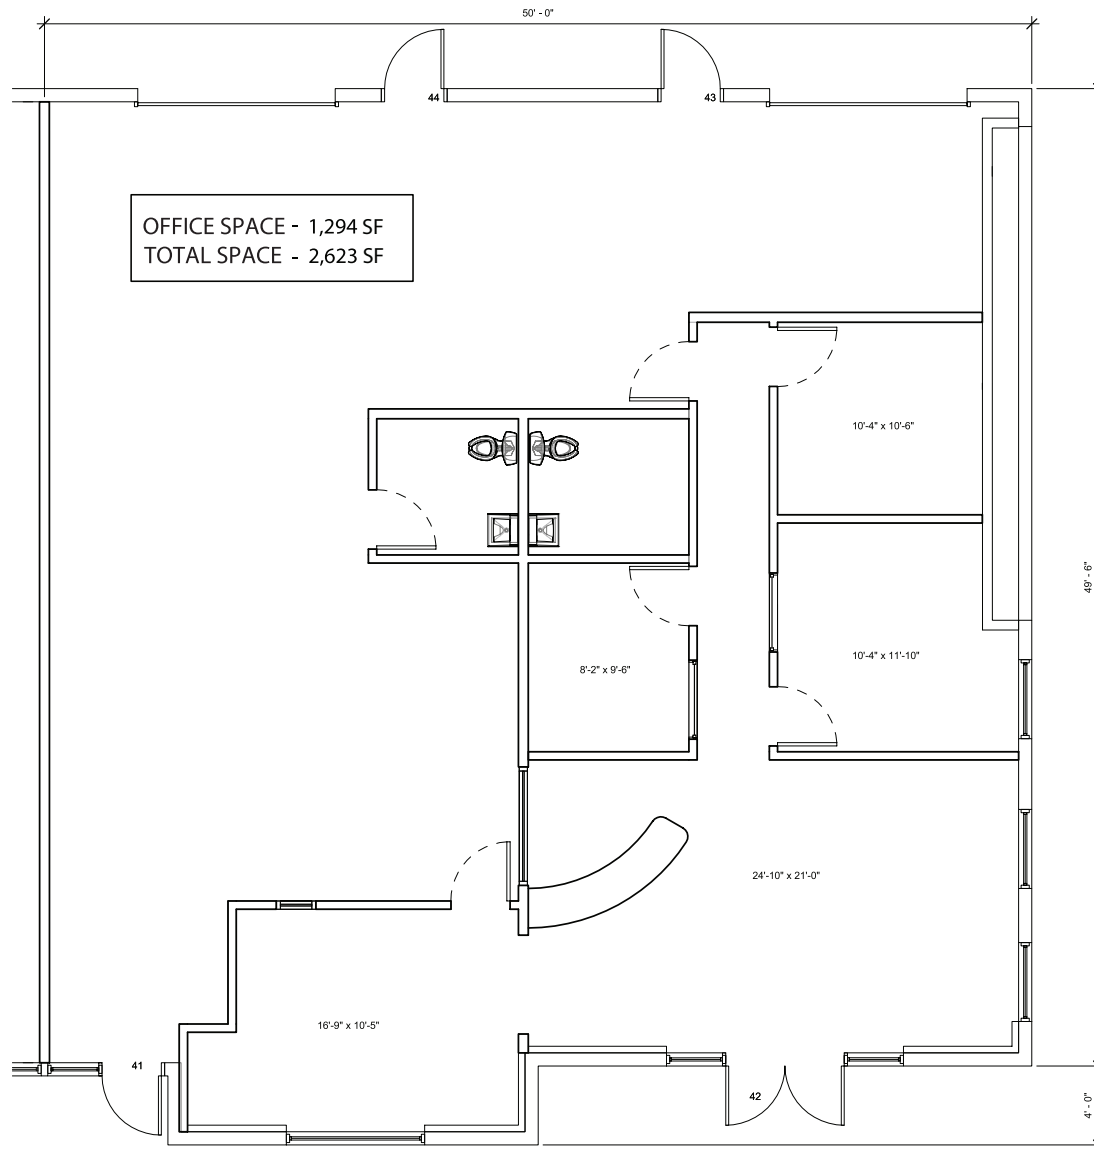 50' - 0"
44
43
OFFICE SPACE - 1,294 SF
TOTAL SPACE - 2,623 SF
10'-4" x 10'-6"
49' - 6"
8'-2" x 9'-6"
10'-4" x 11'-10"
24'-10" x 21'-0"
16'-9" x 10'-5"
41
42
4' - 0"